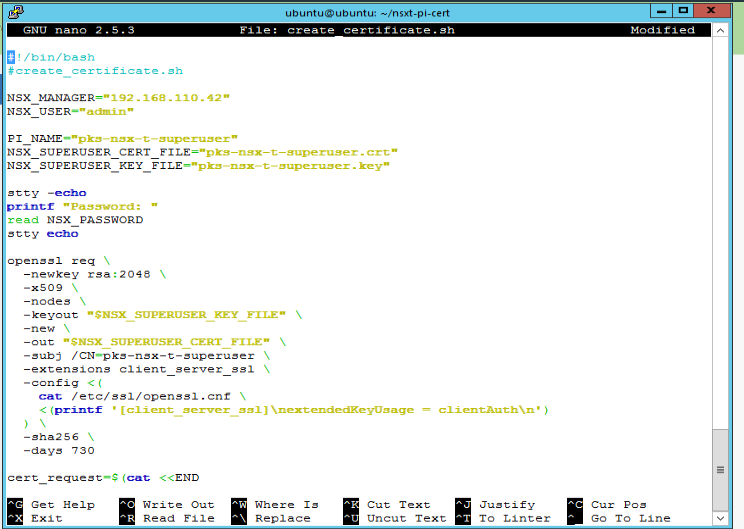 ubuntu@ubuntu: ~/nsxt-pi-cert
GNU nano 2.5.3 File: create_certificate.sh Modified
#!/bin/bash
#create_certificate.sh
NSX_MANAGER="192.168.110.42"
NSX_USER="admin"
PI_NAME="pks-nsx-t-superuser"
NSX_SUPERUSER_CERT_FILE="pks-nsx-t-superuser.crt"
NSX_SUPERUSER_KEY_FILE="pks-nsx-t-superuser.key"
stty -echo
printf "Password: "
read NSX_PASSWORD
stty echo
openssl req \
-newkey rsa:2048 \
-x509 \
-nodes \
-keyout "$NSX_SUPERUSER_KEY_FILE" \
-new \
-out "$NSX_SUPERUSER_CERT_FILE" \
-subj /CN=pks-nsx-t-superuser \
-extensions client_server_ssl \
-config <(
cat /etc/ssl/openssl.cnf \
<(printf '[client_server_ssl]\nextendedKeyUsage = clientAuth\n')
) \
-sha256 \
-days 730
cert_request=$(cat <<END
^G Get Help ^O Write Out ^W Where Is ^K Cut Text ^J Justify ^C Cur Pos
^X Exit ^R Read File ^\ Replace ^U Uncut Text ^T To Linter ^_ Go To Line